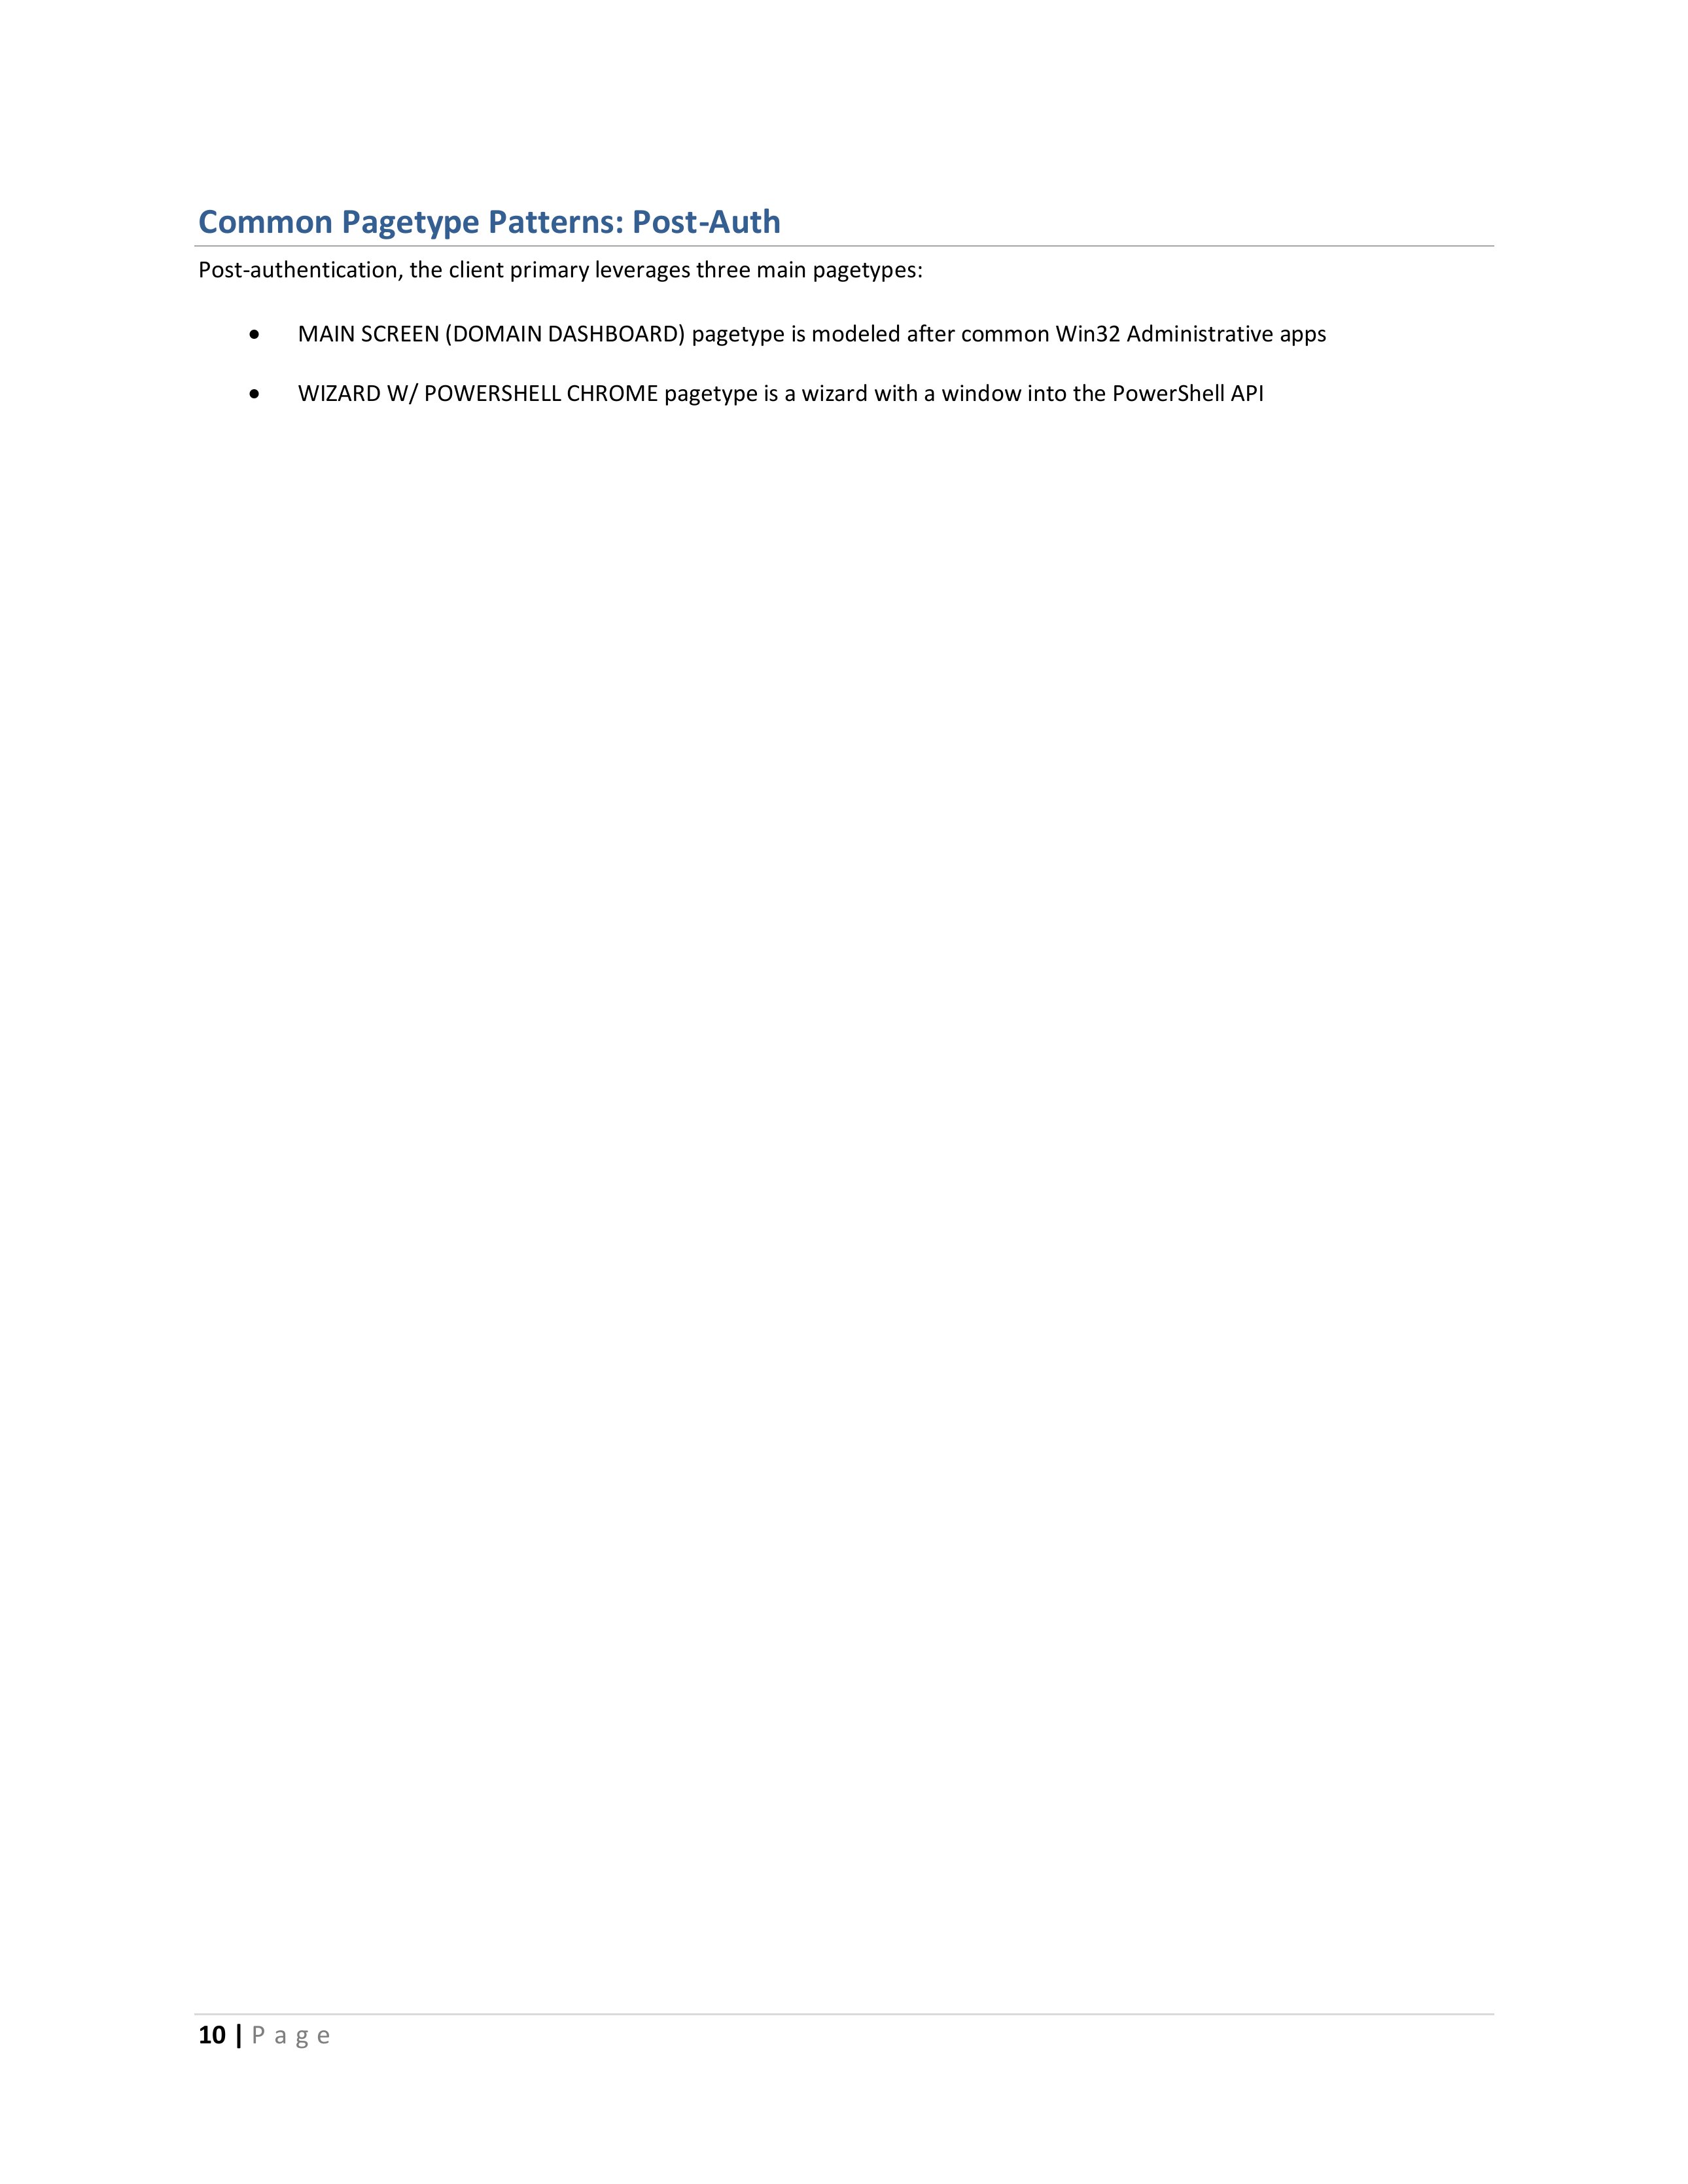 Common Pagetype Patterns: Post-Auth
Post-authentication, the client primary leverages three main pagetypes:
• MAIN SCREEN (DOMAIN DASHBOARD) pagetype is modeled after common Win32 Administrative apps
• WIZARD W/ POWERSHELL CHROME pagetype is a wizard with a window into the PowerShell API
10 | Page